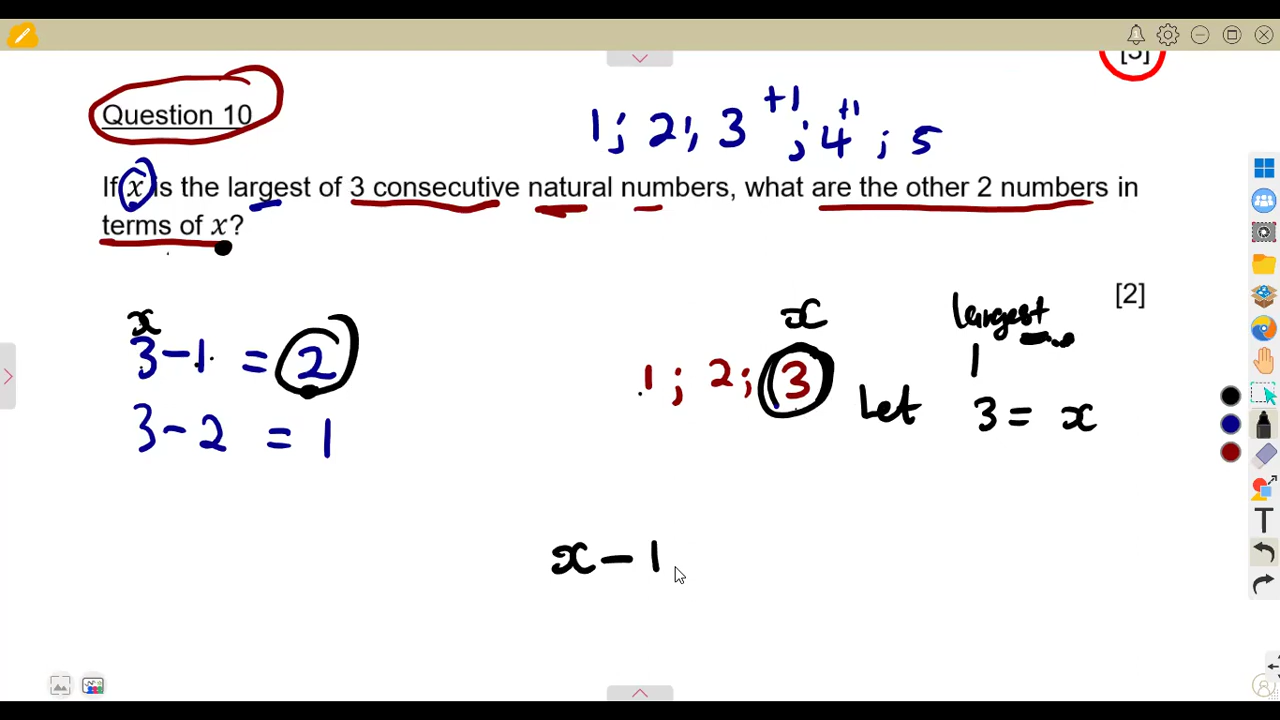 [3]
Question 10
1; 2; 3 +1 ; 4 +1 ; 5
If x is the largest of 3 consecutive natural numbers, what are the other 2 numbers in
terms of x?
[2]
x
3-1 = 2
3-2 = 1
x
1; 2; 3
largest
Let 3 = x
x - 1
T